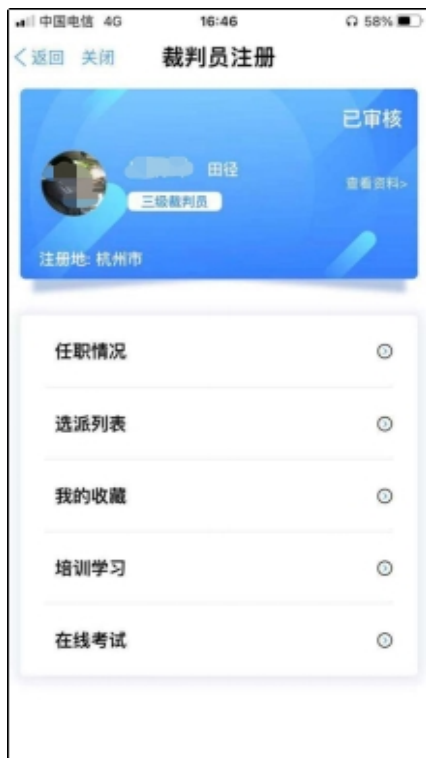 中国电信 4G 16:46 58%
<返回 关闭 裁判员注册
已审核
田径
三级裁判员
查看资料>
注册地: 杭州市
任职情况
选派列表
我的收藏
培训学习
在线考试